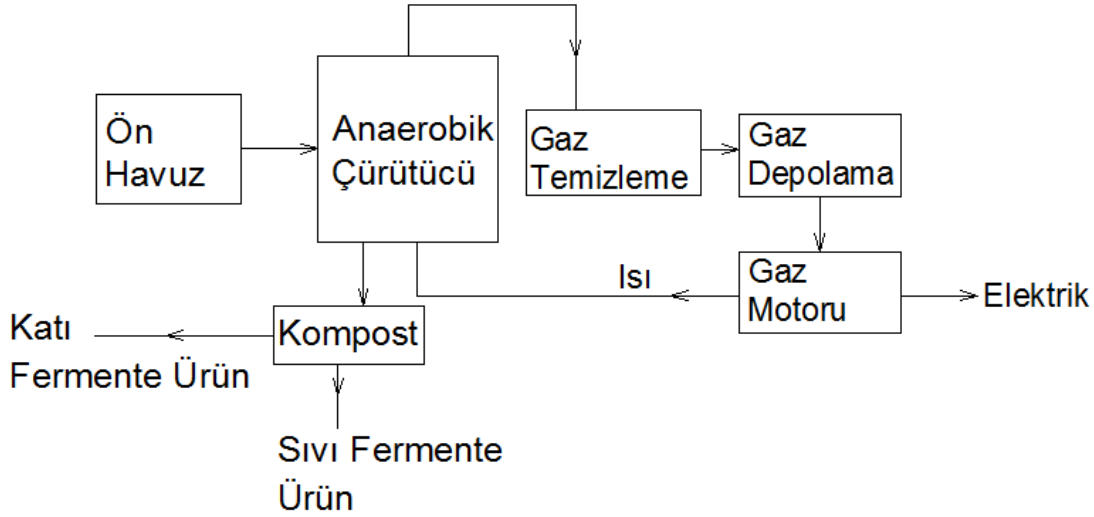 Ön
Havuz
Anaerobik
Çürütücü
Gaz
Temizleme
Gaz
Depolama
Gaz
Motoru
Isı
Elektrik
Kompost
Katı
Fermente Ürün
Sıvı Fermente
Ürün